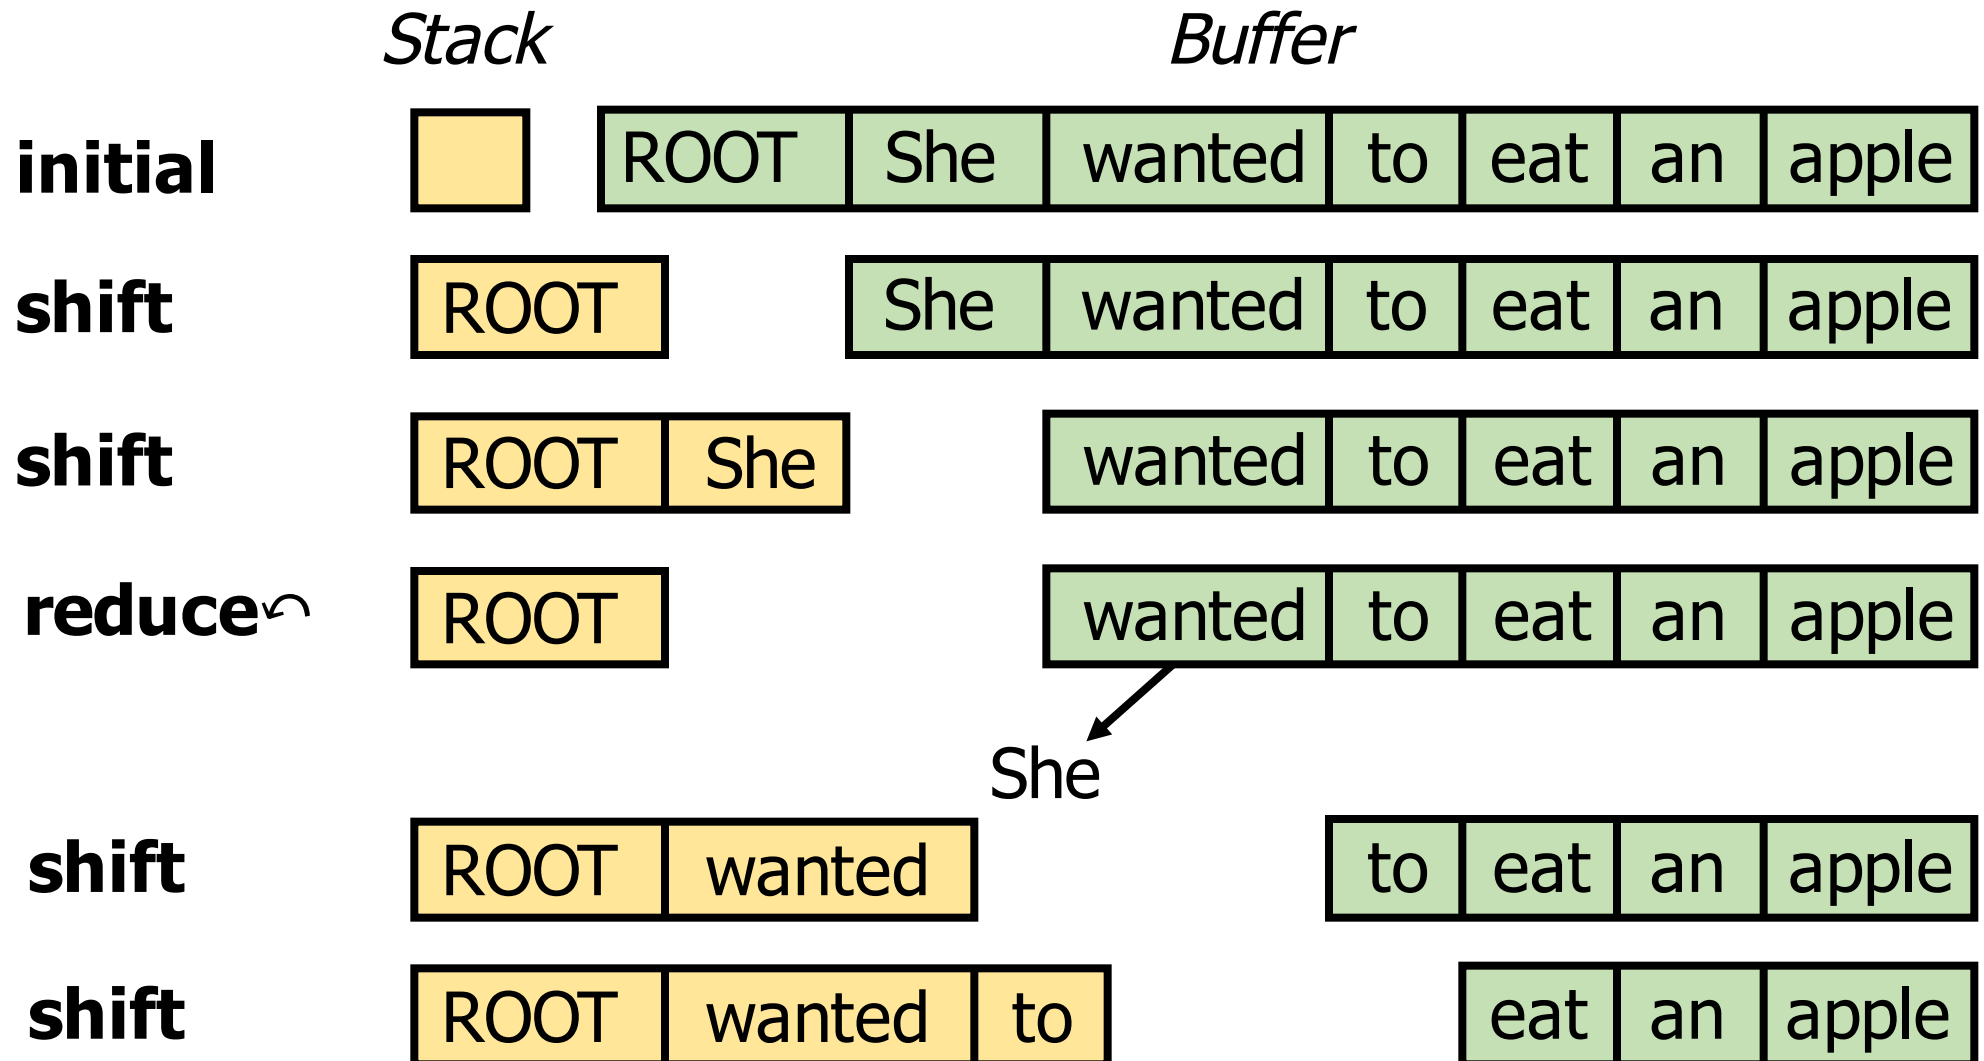 Stack Buffer
initial ROOT She wanted to eat an apple
shift ROOT She wanted to eat an apple
shift ROOT She wanted to eat an apple
reduce↶ ROOT wanted to eat an apple
She
shift ROOT wanted to eat an apple
shift ROOT wanted to eat an apple